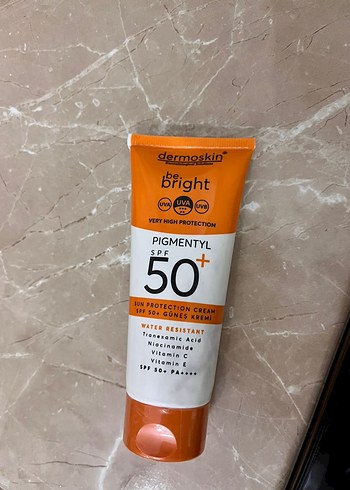 dermoskin®
be
bright
UVA UVA UVB
VERY HIGH PROTECTION
PIGMENTYL
SPF
50+
SUN PROTECTION CREAM
SPF 50+ GÜNEŞ KREMİ
WATER RESISTANT
Tranexamic Acid
Niacinamide
Vitamin C
Vitamin E
SPF 50+ PA++++